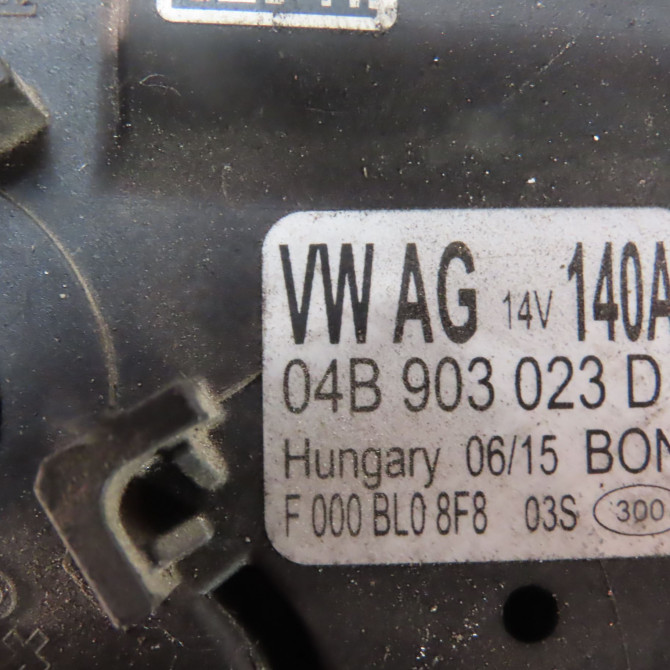 VW AG 14V 140A
04B 903 023 D
Hungary 06/15 BON
F 000 BL0 8F8 03S 300